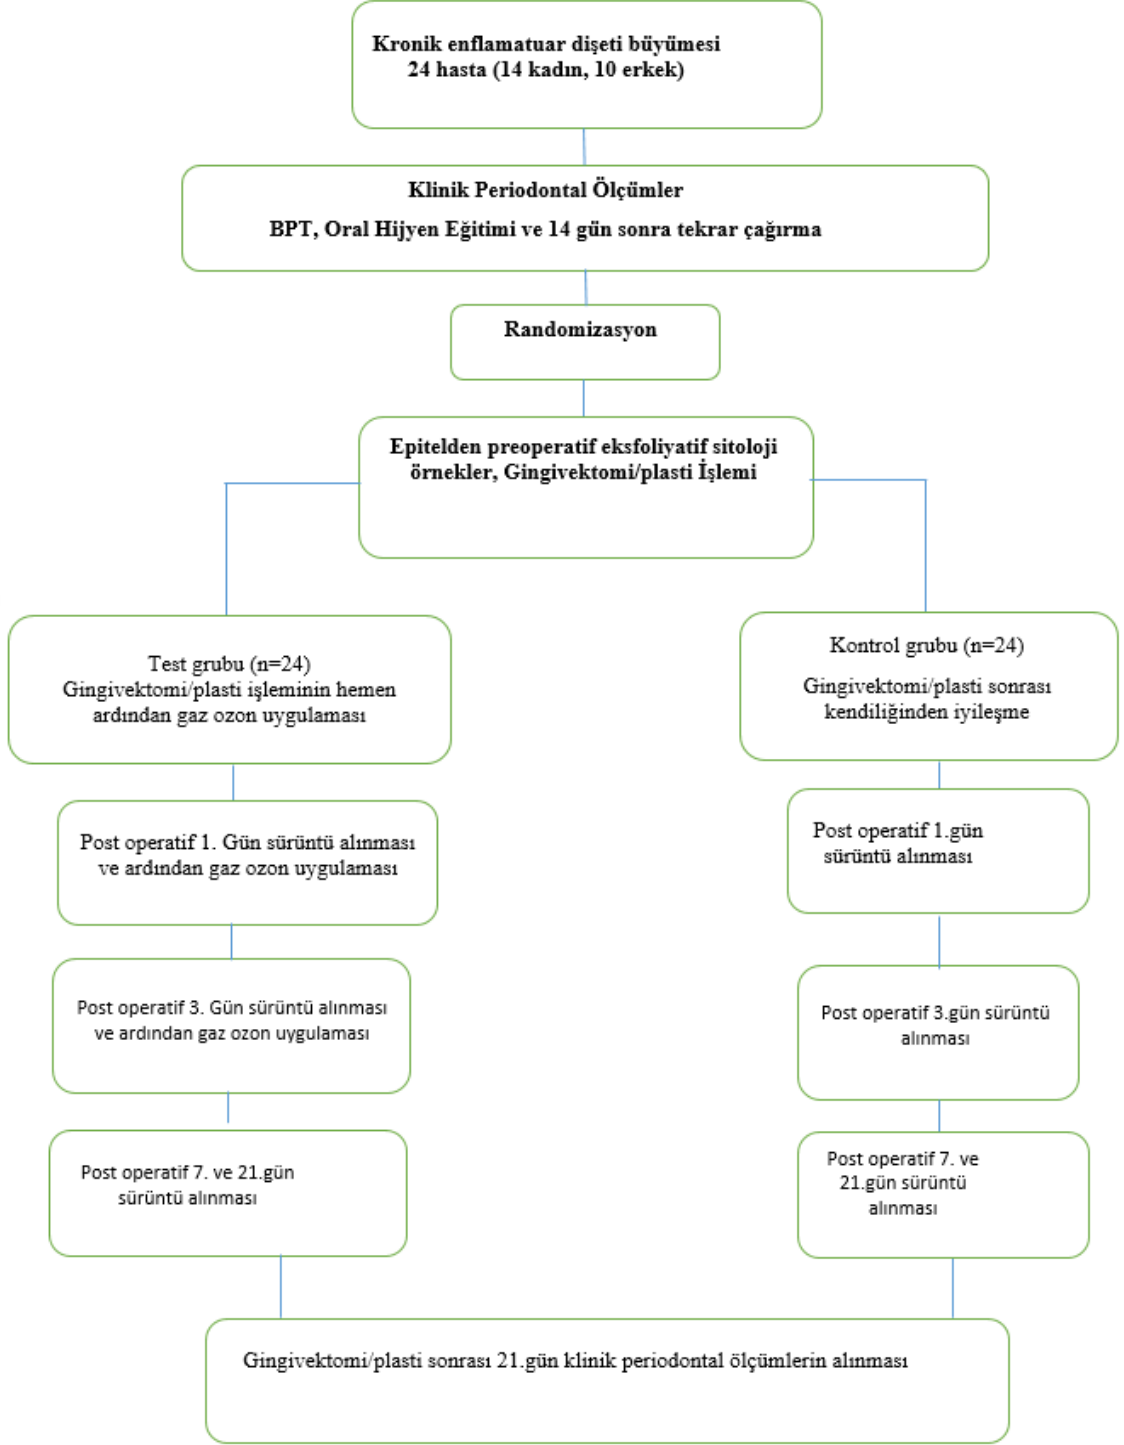 Kronik enflamatuar dişeti büyümesi
24 hasta (14 kadın, 10 erkek)
Klinik Periodontal Ölçümler
BPT, Oral Hijyen Eğitimi ve 14 gün sonra tekrar çağırma
Randomizasyon
Epitelden preoperatif eksfoliyatif sitoloji
örnekler, Gingivektomi/plasti İşlemi
Test grubu (n=24)
Gingivektomi/plasti işleminin hemen
ardından gaz ozon uygulaması
Post operatif 1. Gün sürüntü alınması
ve ardından gaz ozon uygulaması
Post operatif 3. Gün sürüntü alınması
ve ardından gaz ozon uygulaması
Post operatif 7. ve 21.gün
sürüntü alınması
Kontrol grubu (n=24)
Gingivektomi/plasti sonrası
kendiliğinden iyileşme
Post operatif 1.gün
sürüntü alınması
Post operatif 3.gün sürüntü
alınması
Post operatif 7. ve
21.gün sürüntü
alınması
Gingivektomi/plasti sonrası 21.gün klinik periodontal ölçümlerin alınması